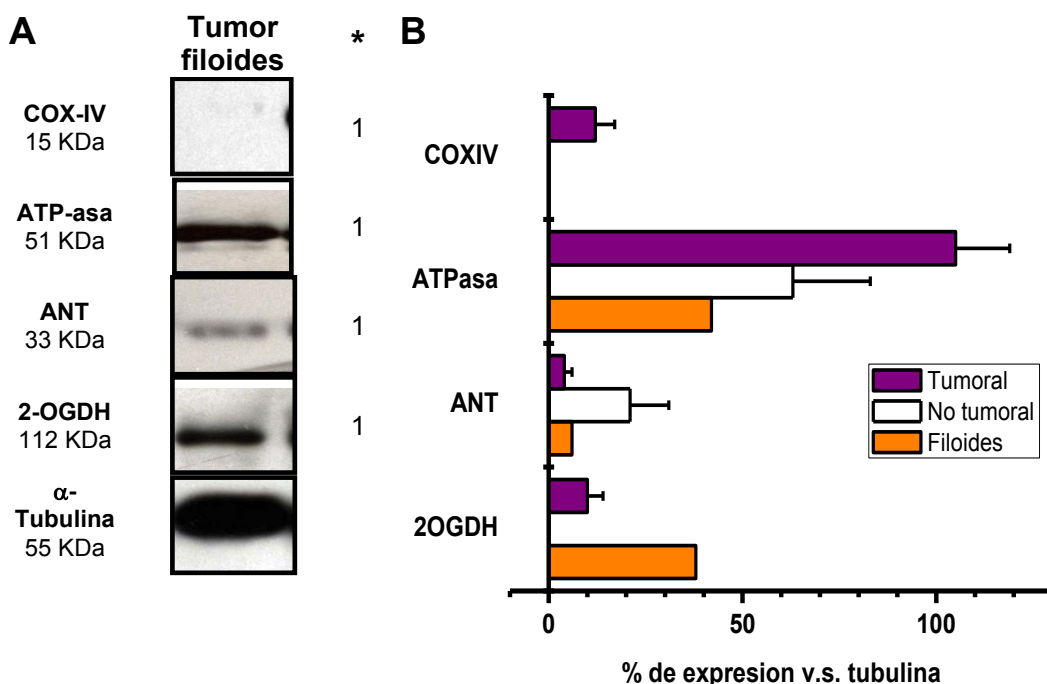 A
Tumor
filoides
*
COX-IV
15 KDa
1
ATP-asa
51 KDa
1
ANT
33 KDa
1
2-OGDH
112 KDa
1
α-
Tubulina
55 KDa
B
COXIV
ATPasa
ANT
2OGDH
Tumoral
No tumoral
Filoides
0
50
100
% de expresion v.s. tubulina